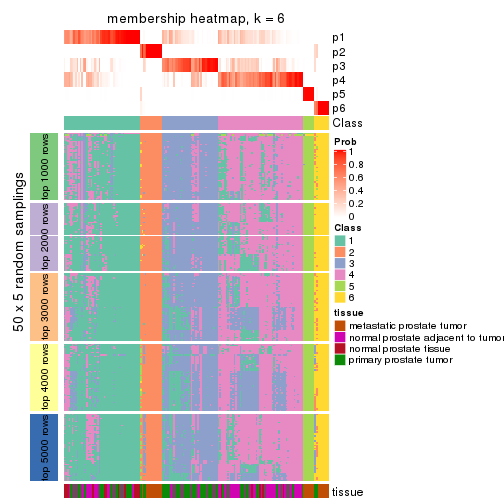 membership heatmap, k = 6
p1
p2
p3
p4
p5
p6
Class
50 x 5 random samplings
top 1000 rows
top 2000 rows
top 3000 rows
top 4000 rows
top 5000 rows
Prob
1
0.8
0.6
0.4
0.2
0
Class
1
2
3
4
5
6
tissue
metastatic prostate tumor
normal prostate adjacent to tumor
normal prostate tissue
primary prostate tumor
tissue